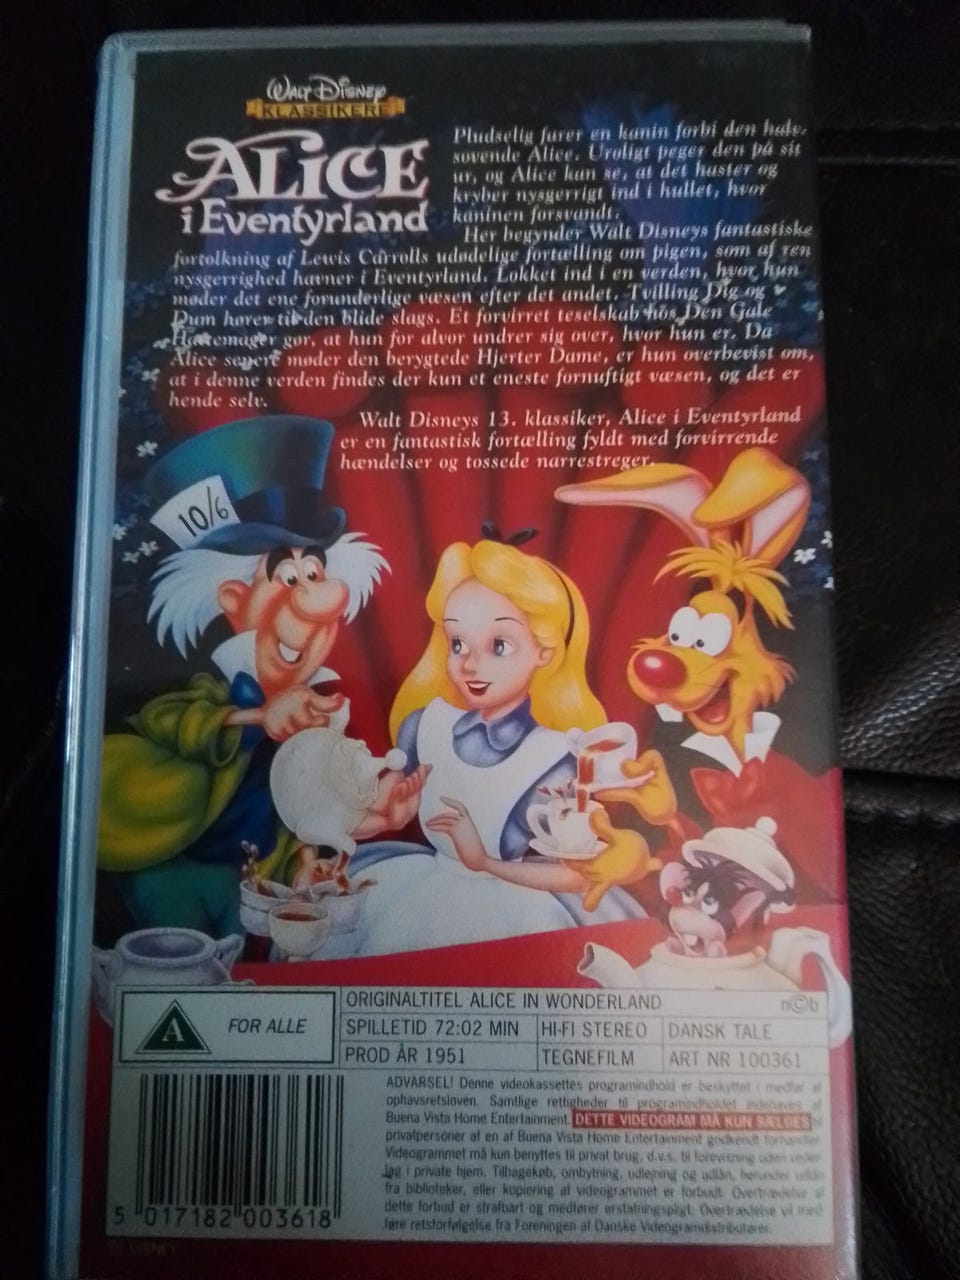 WALT DISNEY
KLASSIKERE
ALICE
i Eventyrland
Pludselig farer en kanin forbi den halv-
sovende Alice. Uroligt peger den på sit
ur, og Alice kan se, at det haster og
kryber nysgerrigt ind i hullet, hvor
kaninen forsvandt.
Her begynder Walt Disneys fantastiske
fortolkning af Lewis Carrolls udødelige fortælling om pigen, som af ren
nysgerrighed havner i Eventyrland. Lokket ind i en verden, hvor hun
møder det ene forunderlige væsen efter det andet. Tvilling Dig og
Dum hører til den blide slags. Et forvirret teselskab hos Den Gale
Hattemager gør, at hun for alvor undrer sig over, hvor hun er. Da
Alice senere møder den berygtede Hjerter Dame, er hun overbevist om,
at i denne verden findes der kun et eneste fornuftigt væsen, og det er
hende selv.
Walt Disneys 13. klassiker, Alice i Eventyrland
er en fantastisk fortælling fyldt med forvirrende
hændelser og tossede narrestreger.
10/6
A FOR ALLE
ORIGINALTITEL ALICE IN WONDERLAND n©b
SPILLETID 72:02 MIN HI-FI STEREO DANSK TALE
PROD ÅR 1951 TEGNEFILM ART NR 100361
ADVARSEL! Denne videokassettes programindhold er beskyttet i medfør af
ophavsretsloven. Samtlige rettigheder til programindholdet indehaves af
Buena Vista Home Entertainment. DETTE VIDEOGRAM MÅ KUN SÆLGES til
privatpersoner af en af Buena Vista Home Entertainment godkendt forhandler.
Videogrammet må kun benyttes til privat brug, d.v.s. til forevisning uden veder-
lag i private hjem. Tilbagekøb, ombytning, udlejning og udlån, herunder udlån
fra biblioteker, eller kopiering af videogrammet er forbudt. Overtrædelse af
dette forbud er strafbart og medfører erstatningspligt. Overtrædelse vil med-
føre retsforfølgelse fra Foreningen af Danske Videogramdistributører.
5 017182 003618
© DISNEY